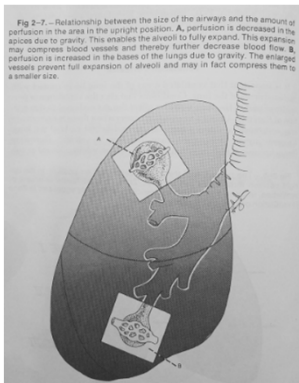 Fig 2-7.–Relationship between the size of the airways and the amount of
perfusion in the area in the upright position. A, perfusion is decreased in the
apices due to gravity. This enables the alveoli to fully expand. This expansion
may compress blood vessels and thereby further decrease blood flow. B,
perfusion is increased in the bases of the lungs due to gravity. The enlarged
vessels prevent full expansion of alveoli and may in fact compress them to
a smaller size.
A
B